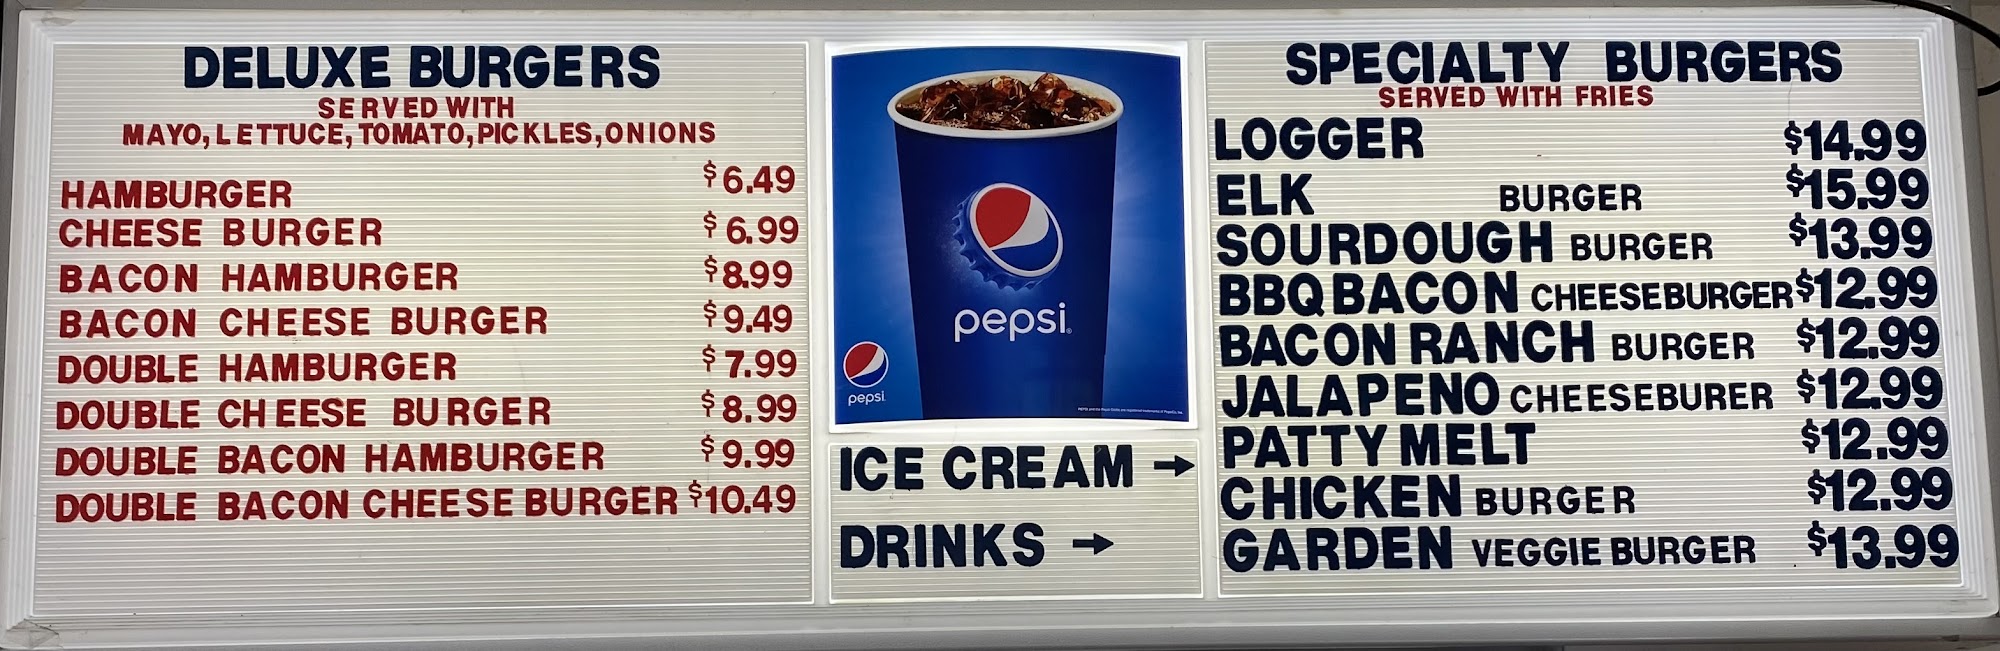 DELUXE BURGERS
SERVED WITH
MAYO, LETTUCE, TOMATO, PICKLES, ONIONS
HAMBURGER $6.49
CHEESE BURGER $6.99
BACON HAMBURGER $8.99
BACON CHEESE BURGER $9.49
DOUBLE HAMBURGER $7.99
DOUBLE CHEESE BURGER $8.99
DOUBLE BACON HAMBURGER $9.99
DOUBLE BACON CHEESE BURGER $10.49
pepsi
pepsi
ICE CREAM →
DRINKS →
SPECIALTY BURGERS
SERVED WITH FRIES
LOGGER $14.99
ELK BURGER $15.99
SOURDOUGH BURGER $13.99
BBQ BACON CHEESEBURGER $12.99
BACON RANCH BURGER $12.99
JALAPENO CHEESEBURER $12.99
PATTY MELT $12.99
CHICKEN BURGER $12.99
GARDEN VEGGIE BURGER $13.99